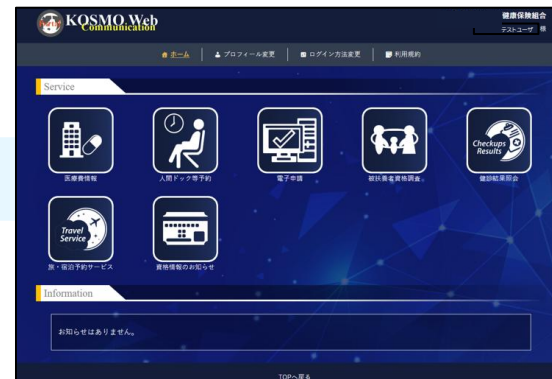 KOSMO Web
Communication
健康保険組合
テストユーザ 様
ホーム
プロフィール変更
ログイン方法変更
利用規約
Service
医療費情報
人間ドック等予約
電子申請
被扶養者資格調査
Checkups
Results
健診結果照会
Travel
Service
旅・宿泊予約サービス
資格情報のお知らせ
Information
お知らせはありません。
TOPへ戻る